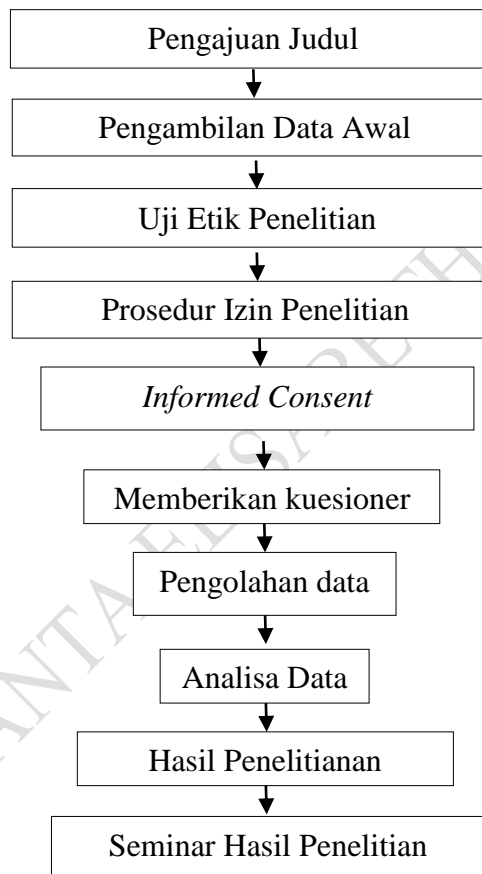 Pengajuan Judul
Pengambilan Data Awal
Uji Etik Penelitian
Prosedur Izin Penelitian
Informed Consent
Memberikan kuesioner
Pengolahan data
Analisa Data
Hasil Penelitianan
Seminar Hasil Penelitian